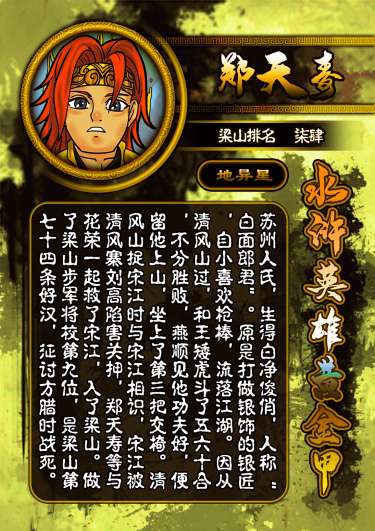 郑天寿
梁山排名 柒肆
地异星
水浒英雄黄金甲
苏州人氏，生得白净俊俏，人称“
白面郎君”。原是打做银饰的银匠
，自小喜欢枪棒，流落江湖。因从
清风山过，和王矮虎斗了五六十合
，不分胜败，燕顺见他功夫好，便
留他上山，坐上了第三把交椅。清
风山捉宋江时与宋江相识，宋江被
清风寨刘高陷害关押，郑天寿等与
花荣一起救了宋江，入了梁山。做
了梁山步军将校第九位，是梁山第
七十四条好汉，征讨方腊时战死。